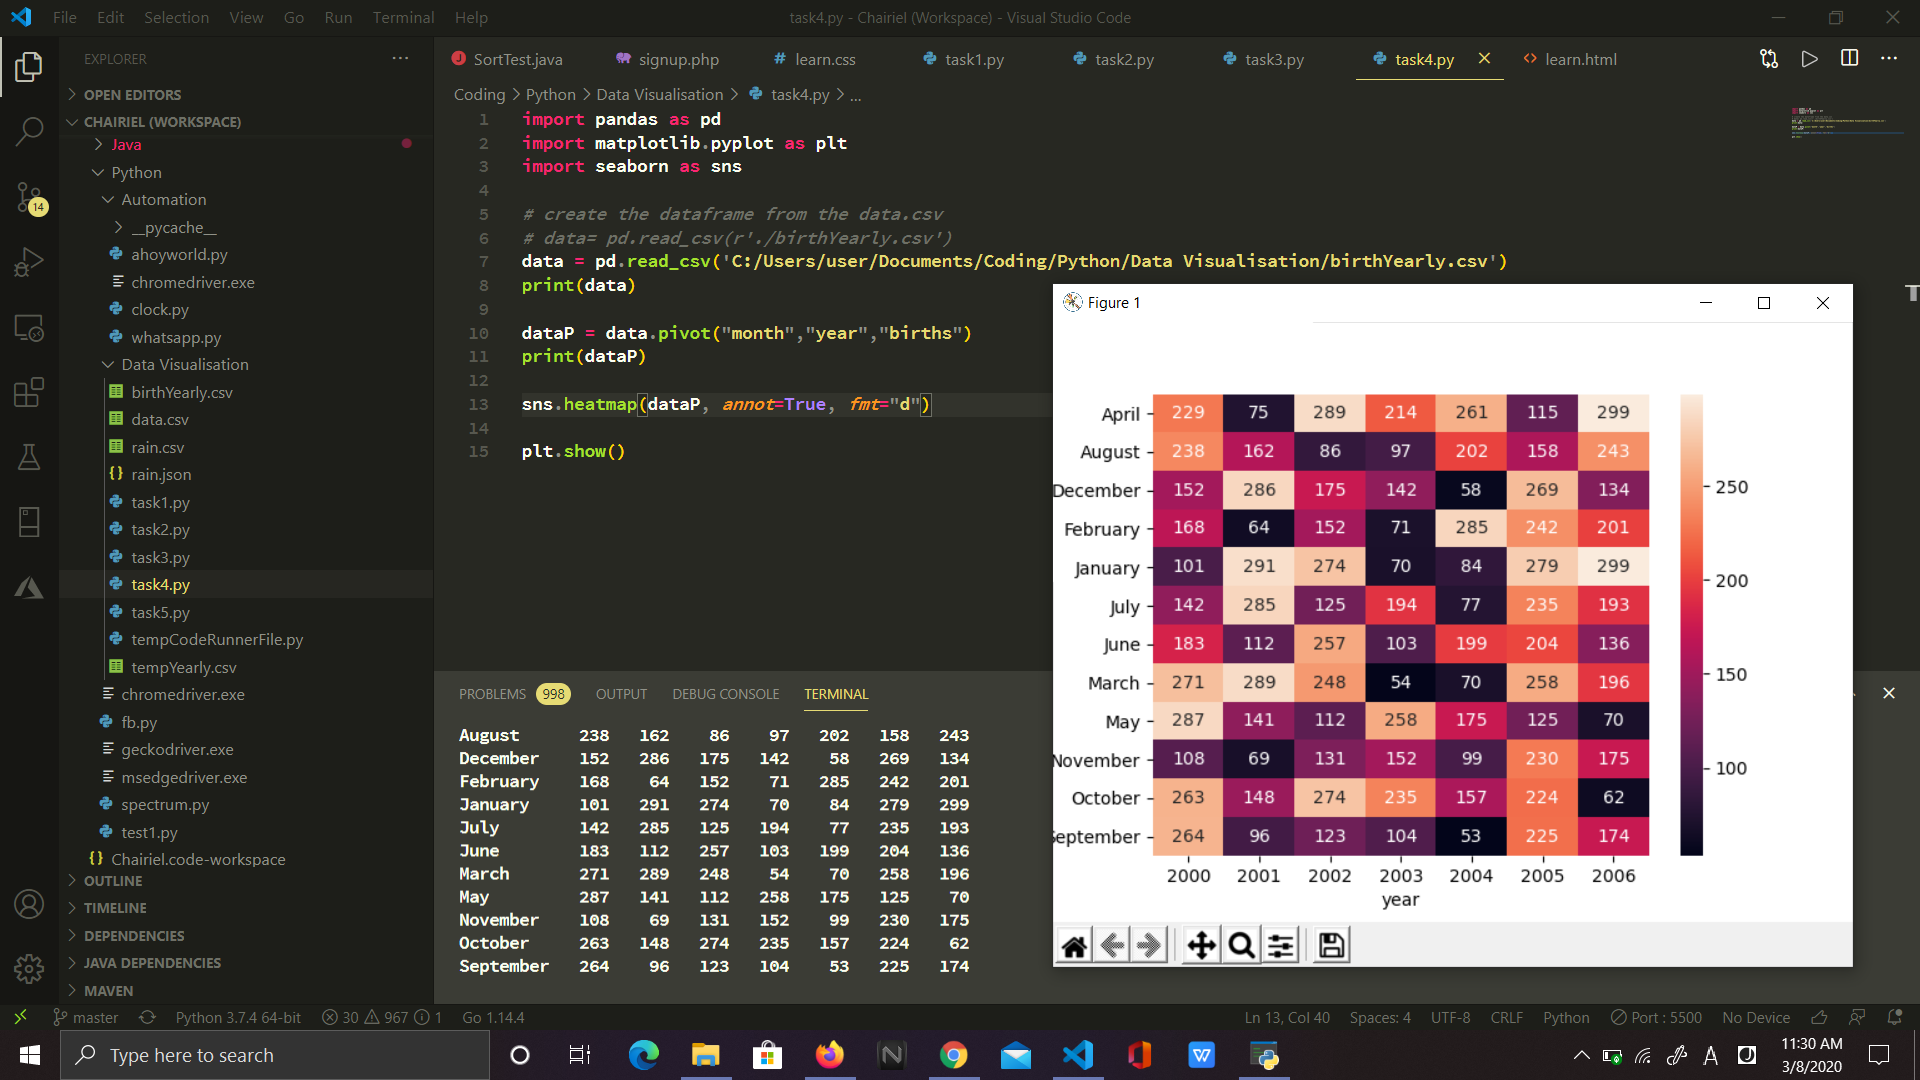 File Edit Selection View Go Run Terminal Help
task4.py - Chairiel (Workspace) - Visual Studio Code
EXPLORER
OPEN EDITORS
CHAIRIEL (WORKSPACE)
Java
Python
Automation
__pycache__
ahoyworld.py
chromedriver.exe
clock.py
whatsapp.py
Data Visualisation
birthYearly.csv
data.csv
rain.csv
rain.json
task1.py
task2.py
task3.py
task4.py
task5.py
tempCodeRunnerFile.py
tempYearly.csv
chromedriver.exe
fb.py
geckodriver.exe
msedgedriver.exe
spectrum.py
test1.py
Chairiel.code-workspace
OUTLINE
TIMELINE
DEPENDENCIES
JAVA DEPENDENCIES
MAVEN
14
SortTest.java signup.php learn.css task1.py task2.py task3.py task4.py learn.html
Coding > Python > Data Visualisation > task4.py > ...
1 import pandas as pd
2 import matplotlib.pyplot as plt
3 import seaborn as sns
4
5 # create the dataframe from the data.csv
6 # data= pd.read_csv(r'./birthYearly.csv')
7 data = pd.read_csv('C:/Users/user/Documents/Coding/Python/Data Visualisation/birthYearly.csv')
8 print(data)
9
10 dataP = data.pivot("month","year","births")
11 print(dataP)
12
13 sns.heatmap(dataP, annot=True, fmt="d")
14
15 plt.show()
PROBLEMS 998 OUTPUT DEBUG CONSOLE TERMINAL
August 238 162 86 97 202 158 243
December 152 286 175 142 58 269 134
February 168 64 152 71 285 242 201
January 101 291 274 70 84 279 299
July 142 285 125 194 77 235 193
June 183 112 257 103 199 204 136
March 271 289 248 54 70 258 196
May 287 141 112 258 175 125 70
November 108 69 131 152 99 230 175
October 263 148 274 235 157 224 62
September 264 96 123 104 53 225 174
Figure 1
April 229 75 289 214 261 115 299
August 238 162 86 97 202 158 243
December 152 286 175 142 58 269 134
February 168 64 152 71 285 242 201
January 101 291 274 70 84 279 299
July 142 285 125 194 77 235 193
June 183 112 257 103 199 204 136
March 271 289 248 54 70 258 196
May 287 141 112 258 175 125 70
November 108 69 131 152 99 230 175
October 263 148 274 235 157 224 62
September 264 96 123 104 53 225 174
2000 2001 2002 2003 2004 2005 2006
year
250
200
150
100
master Python 3.7.4 64-bit 30 967 1 Go 1.14.4
Ln 13, Col 40 Spaces: 4 UTF-8 CRLF Python Port : 5500 No Device
Type here to search
11:30 AM
3/8/2020